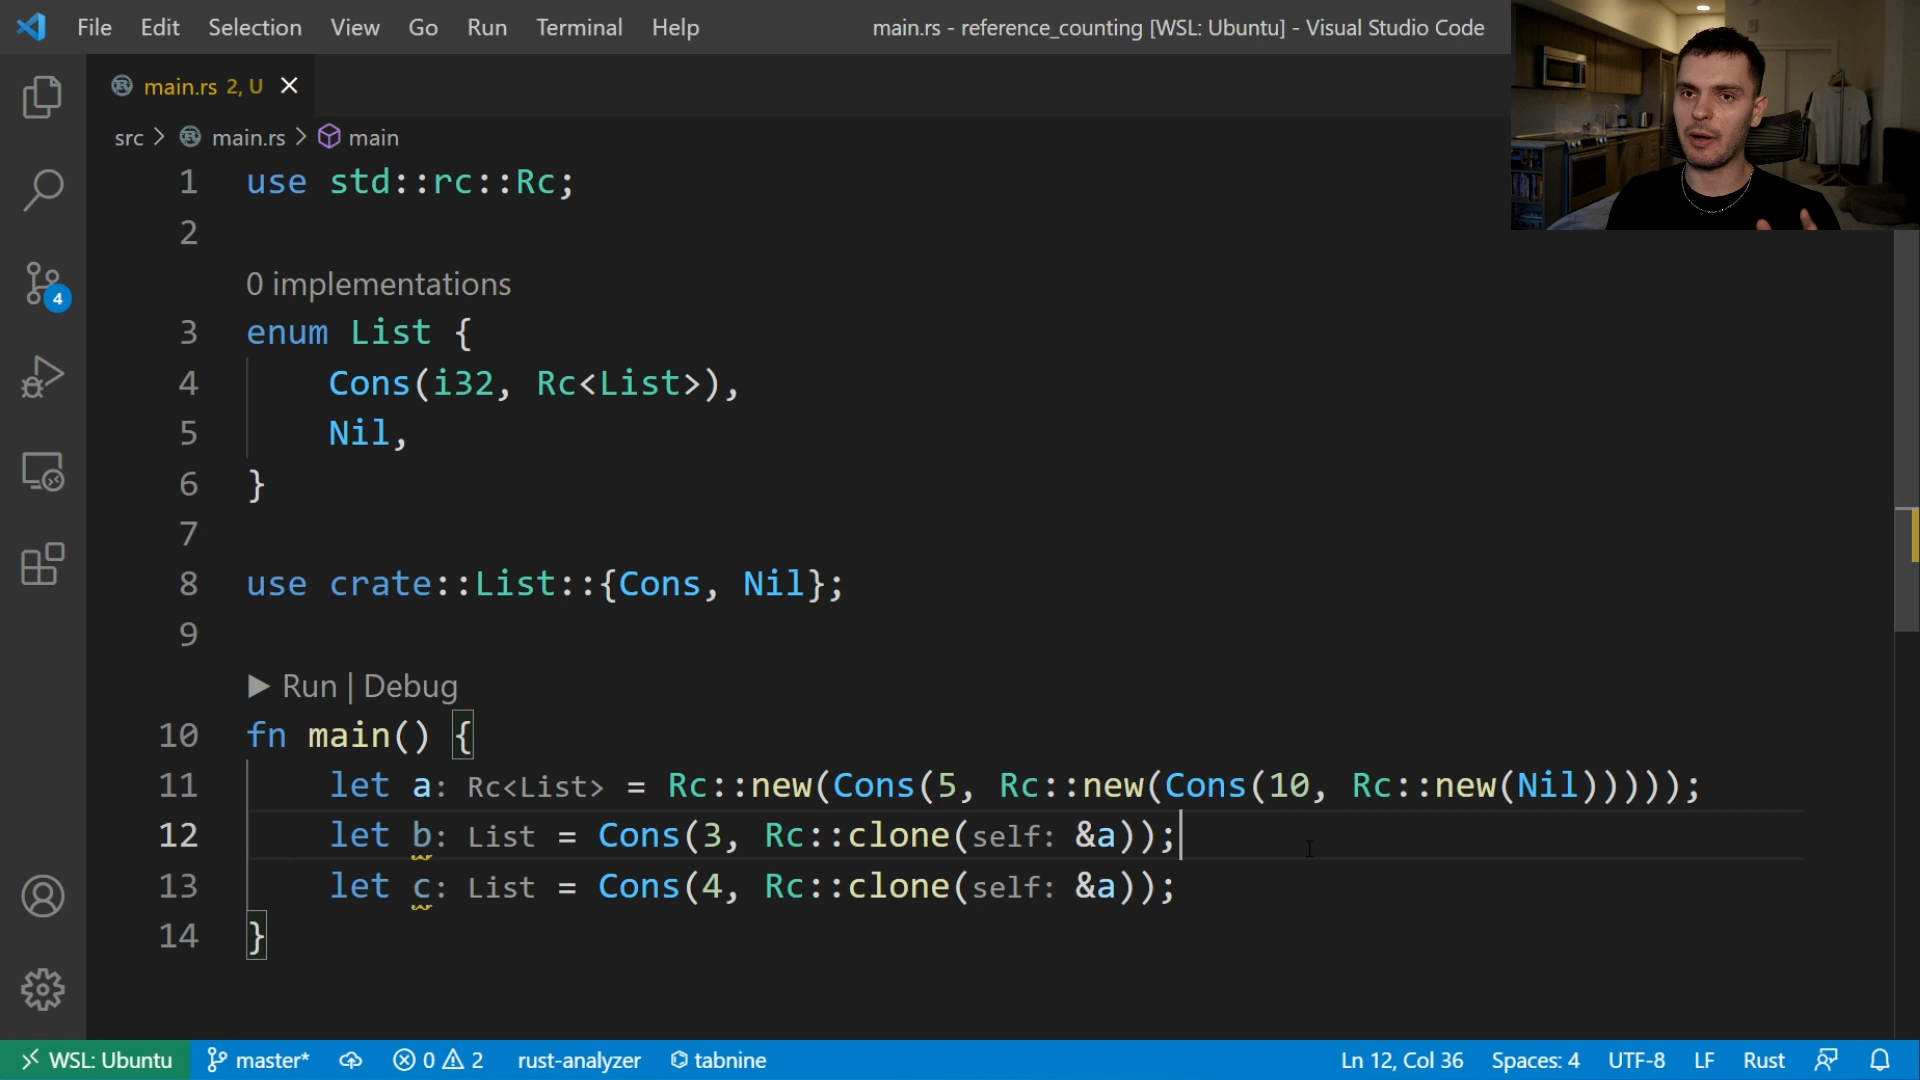 File Edit Selection View Go Run Terminal Help main.rs - reference_counting [WSL: Ubuntu] - Visual Studio Code
main.rs 2, U
src > main.rs > main
1 use std::rc::Rc;
2
0 implementations
3 enum List {
4 Cons(i32, Rc<List>),
5 Nil,
6 }
7
8 use crate::List::{Cons, Nil};
9
Run | Debug
10 fn main() {
11 let a: Rc<List> = Rc::new(Cons(5, Rc::new(Cons(10, Rc::new(Nil)))));
12 let b: List = Cons(3, Rc::clone(self: &a));
13 let c: List = Cons(4, Rc::clone(self: &a));
14 }
4
WSL: Ubuntu master* 0 2 rust-analyzer tabnine Ln 12, Col 36 Spaces: 4 UTF-8 LF Rust